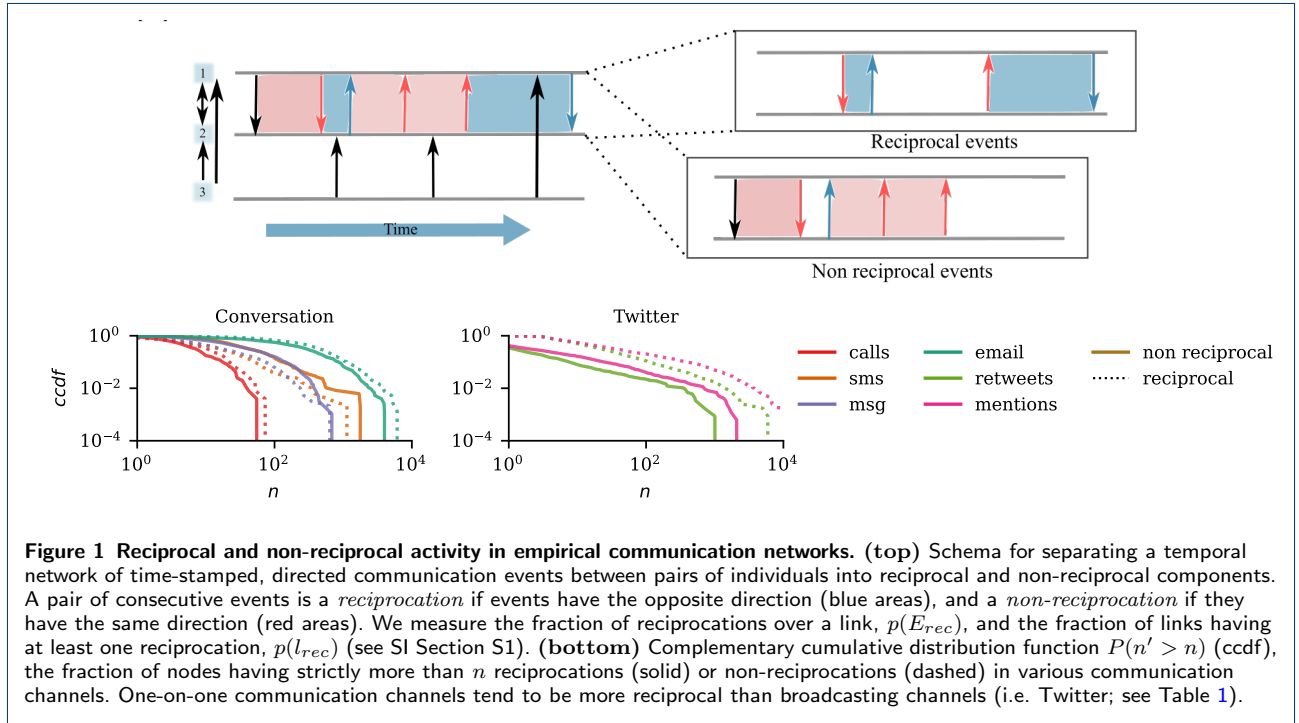 1
2
3
Time
Reciprocal events
Non reciprocal events
Conversation
Twitter
ccdf
10^0
10^-2
10^-4
10^0
10^2
10^4
n
10^0
10^-2
10^-4
10^0
10^2
10^4
n
calls
sms
msg
email
retweets
mentions
non reciprocal
reciprocal
Figure 1 Reciprocal and non-reciprocal activity in empirical communication networks. (top) Schema for separating a temporal
network of time-stamped, directed communication events between pairs of individuals into reciprocal and non-reciprocal components.
A pair of consecutive events is a reciprocation if events have the opposite direction (blue areas), and a non-reciprocation if they
have the same direction (red areas). We measure the fraction of reciprocations over a link, p(E_rec), and the fraction of links having
at least one reciprocation, p(l_rec) (see SI Section S1). (bottom) Complementary cumulative distribution function P(n′ > n) (ccdf),
the fraction of nodes having strictly more than n reciprocations (solid) or non-reciprocations (dashed) in various communication
channels. One-on-one communication channels tend to be more reciprocal than broadcasting channels (i.e. Twitter; see Table 1).